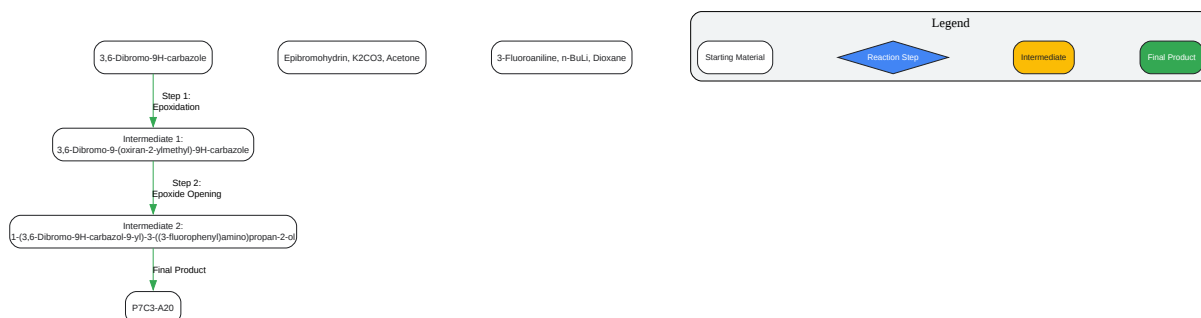 Legend
3,6-Dibromo-9H-carbazole
Epibromohydrin, K2CO3, Acetone
3-Fluoroaniline, n-BuLi, Dioxane
Starting Material
Reaction Step
Intermediate
Final Product
Step 1:
Epoxidation
Intermediate 1:
3,6-Dibromo-9-(oxiran-2-ylmethyl)-9H-carbazole
Step 2:
Epoxide Opening
Intermediate 2:
1-(3,6-Dibromo-9H-carbazol-9-yl)-3-((3-fluorophenyl)amino)propan-2-ol
Final Product
P7C3-A20